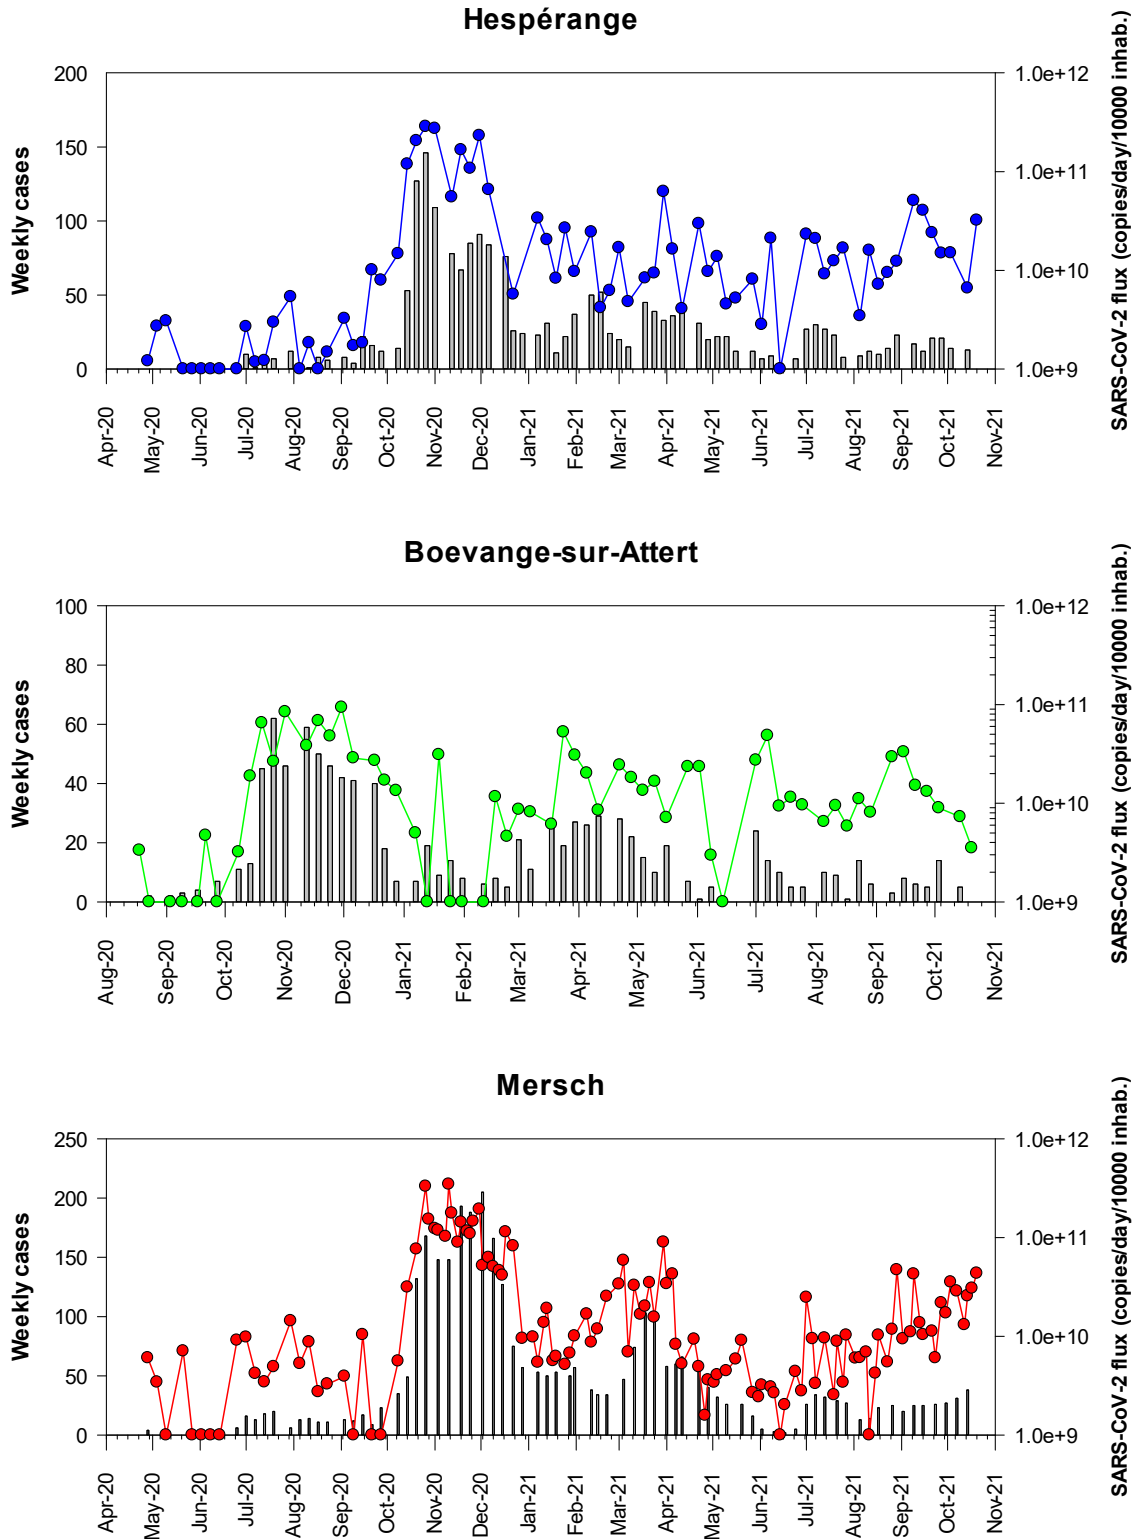 Hespérange
Weekly cases
200
150
100
50
0
1.0e+12
1.0e+11
1.0e+10
1.0e+9
SARS-CoV-2 flux (copies/day/10000 inhab.)
Apr-20
May-20
Jun-20
Jul-20
Aug-20
Sep-20
Oct-20
Nov-20
Dec-20
Jan-21
Feb-21
Mar-21
Apr-21
May-21
Jun-21
Jul-21
Aug-21
Sep-21
Oct-21
Nov-21
Boevange-sur-Attert
Weekly cases
100
80
60
40
20
0
1.0e+12
1.0e+11
1.0e+10
1.0e+9
SARS-CoV-2 flux (copies/day/10000 inhab.)
Aug-20
Sep-20
Oct-20
Nov-20
Dec-20
Jan-21
Feb-21
Mar-21
Apr-21
May-21
Jun-21
Jul-21
Aug-21
Sep-21
Oct-21
Nov-21
Mersch
Weekly cases
250
200
150
100
50
0
1.0e+12
1.0e+11
1.0e+10
1.0e+9
SARS-CoV-2 flux (copies/day/10000 inhab.)
Apr-20
May-20
Jun-20
Jul-20
Aug-20
Sep-20
Oct-20
Nov-20
Dec-20
Jan-21
Feb-21
Mar-21
Apr-21
May-21
Jun-21
Jul-21
Aug-21
Sep-21
Oct-21
Nov-21